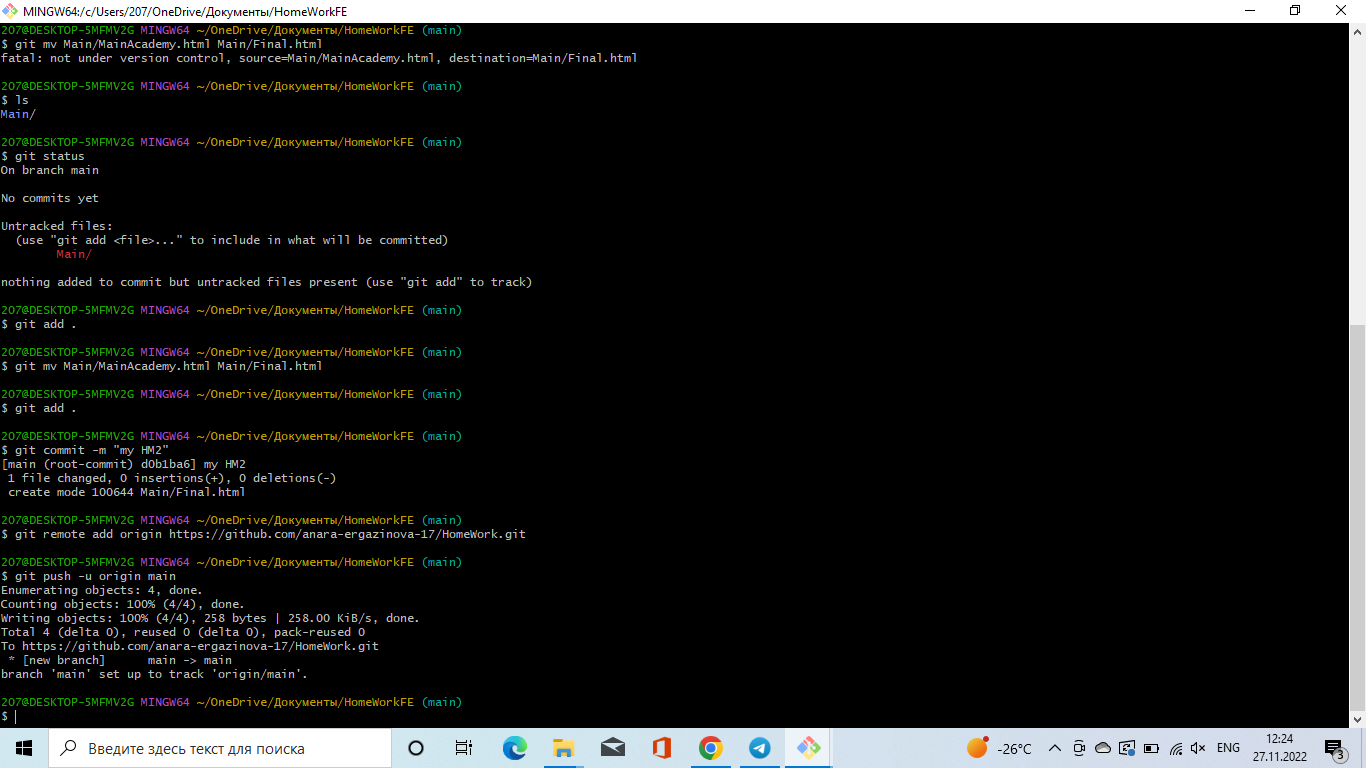 MINGW64:/c/Users/207/OneDrive/Документы/HomeWorkFE
207@DESKTOP-5MFMV2G MINGW64 ~/OneDrive/Документы/HomeWorkFE (main)
$ git mv Main/MainAcademy.html Main/Final.html
fatal: not under version control, source=Main/MainAcademy.html, destination=Main/Final.html
207@DESKTOP-5MFMV2G MINGW64 ~/OneDrive/Документы/HomeWorkFE (main)
$ ls
Main/
207@DESKTOP-5MFMV2G MINGW64 ~/OneDrive/Документы/HomeWorkFE (main)
$ git status
On branch main
No commits yet
Untracked files:
(use "git add <file>..." to include in what will be committed)
Main/
nothing added to commit but untracked files present (use "git add" to track)
207@DESKTOP-5MFMV2G MINGW64 ~/OneDrive/Документы/HomeWorkFE (main)
$ git add .
207@DESKTOP-5MFMV2G MINGW64 ~/OneDrive/Документы/HomeWorkFE (main)
$ git mv Main/MainAcademy.html Main/Final.html
207@DESKTOP-5MFMV2G MINGW64 ~/OneDrive/Документы/HomeWorkFE (main)
$ git add .
207@DESKTOP-5MFMV2G MINGW64 ~/OneDrive/Документы/HomeWorkFE (main)
$ git commit -m "my HM2"
[main (root-commit) d0b1ba6] my HM2
1 file changed, 0 insertions(+), 0 deletions(-)
create mode 100644 Main/Final.html
207@DESKTOP-5MFMV2G MINGW64 ~/OneDrive/Документы/HomeWorkFE (main)
$ git remote add origin https://github.com/anara-ergazinova-17/HomeWork.git
207@DESKTOP-5MFMV2G MINGW64 ~/OneDrive/Документы/HomeWorkFE (main)
$ git push -u origin main
Enumerating objects: 4, done.
Counting objects: 100% (4/4), done.
Writing objects: 100% (4/4), 258 bytes | 258.00 KiB/s, done.
Total 4 (delta 0), reused 0 (delta 0), pack-reused 0
To https://github.com/anara-ergazinova-17/HomeWork.git
* [new branch] main -> main
branch 'main' set up to track 'origin/main'.
207@DESKTOP-5MFMV2G MINGW64 ~/OneDrive/Документы/HomeWorkFE (main)
$
Введите здесь текст для поиска
-26°C
ENG
12:24
27.11.2022
3